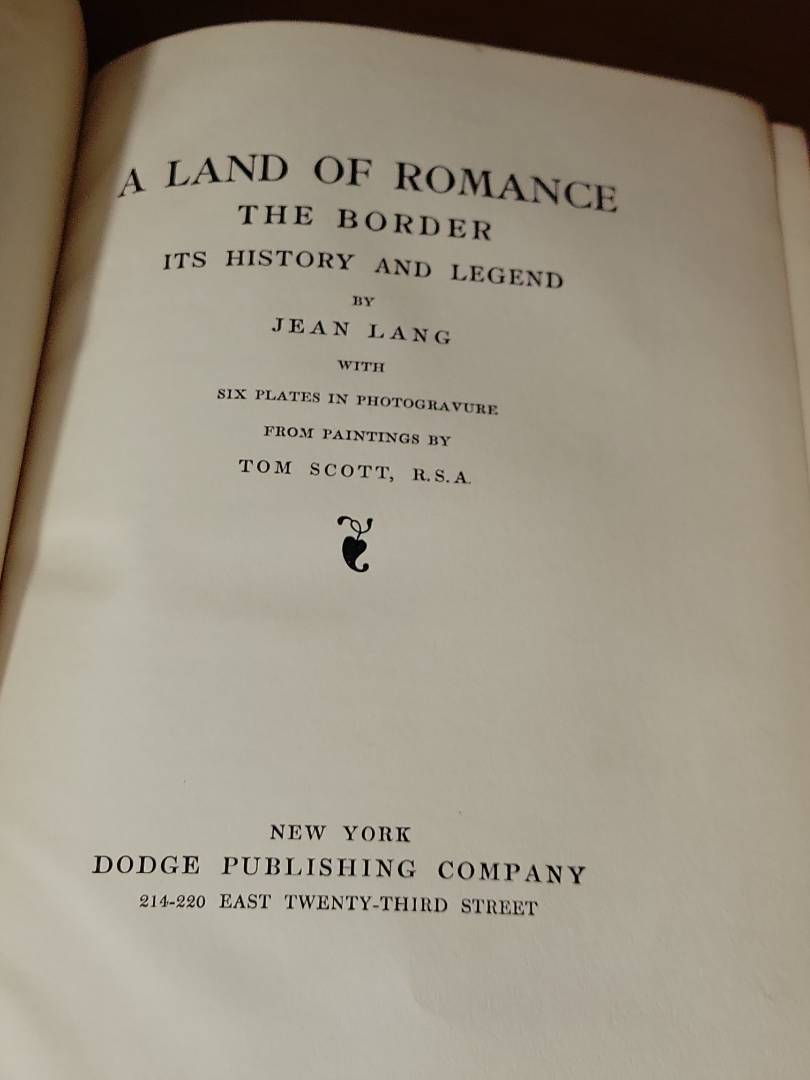 A LAND OF ROMANCE
THE BORDER
ITS HISTORY AND LEGEND
BY
JEAN LANG
WITH
SIX PLATES IN PHOTOGRAVURE
FROM PAINTINGS BY
TOM SCOTT, R.S.A.
NEW YORK
DODGE PUBLISHING COMPANY
214-220 EAST TWENTY-THIRD STREET